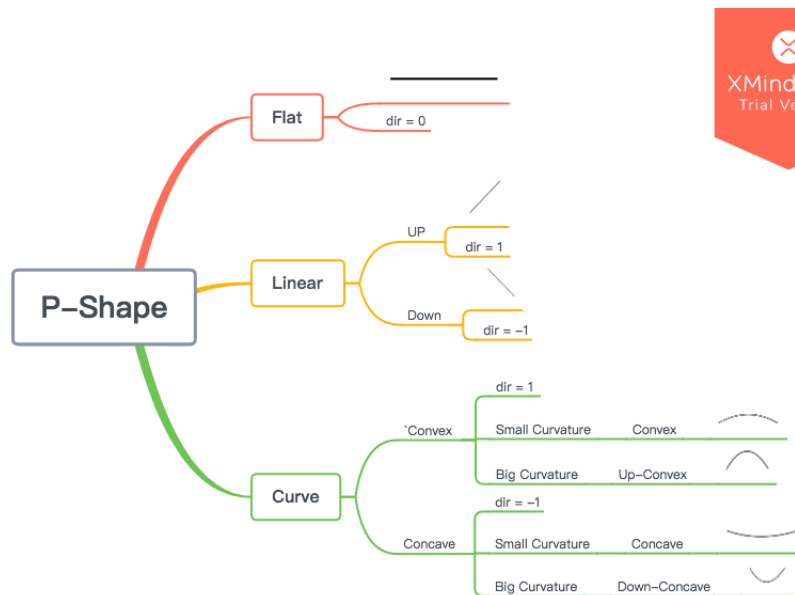 XMind
Trial Ve
Flat
dir = 0
UP
dir = 1
Linear
Down
dir = −1
P−Shape
dir = 1
`Convex
Small Curvature
Convex
Big Curvature
Up−Convex
Curve
dir = −1
Concave
Small Curvature
Concave
Big Curvature
Down−Concave